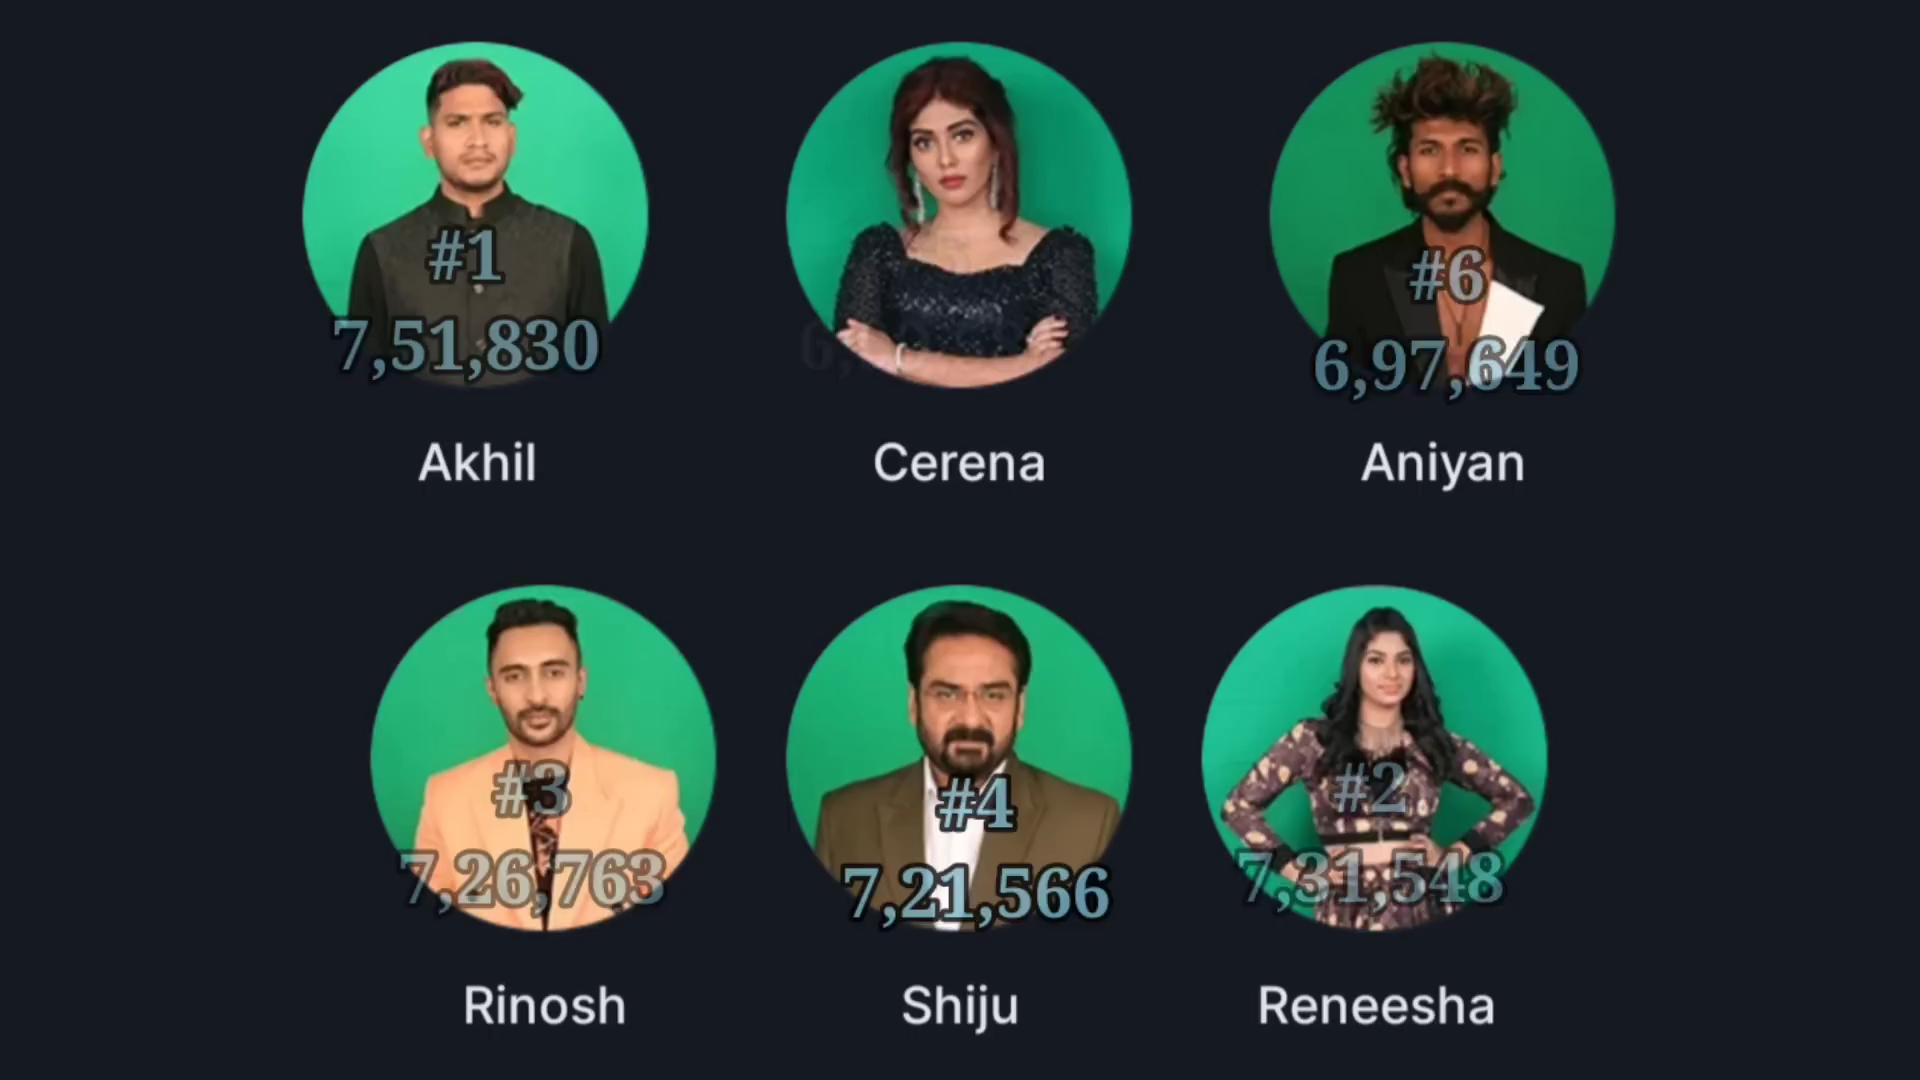 #1
7,51,830
Akhil
Cerena
#6
6,97,649
Aniyan
#3
7,26,763
Rinosh
#4
7,21,566
Shiju
#2
7,31,548
Reneesha